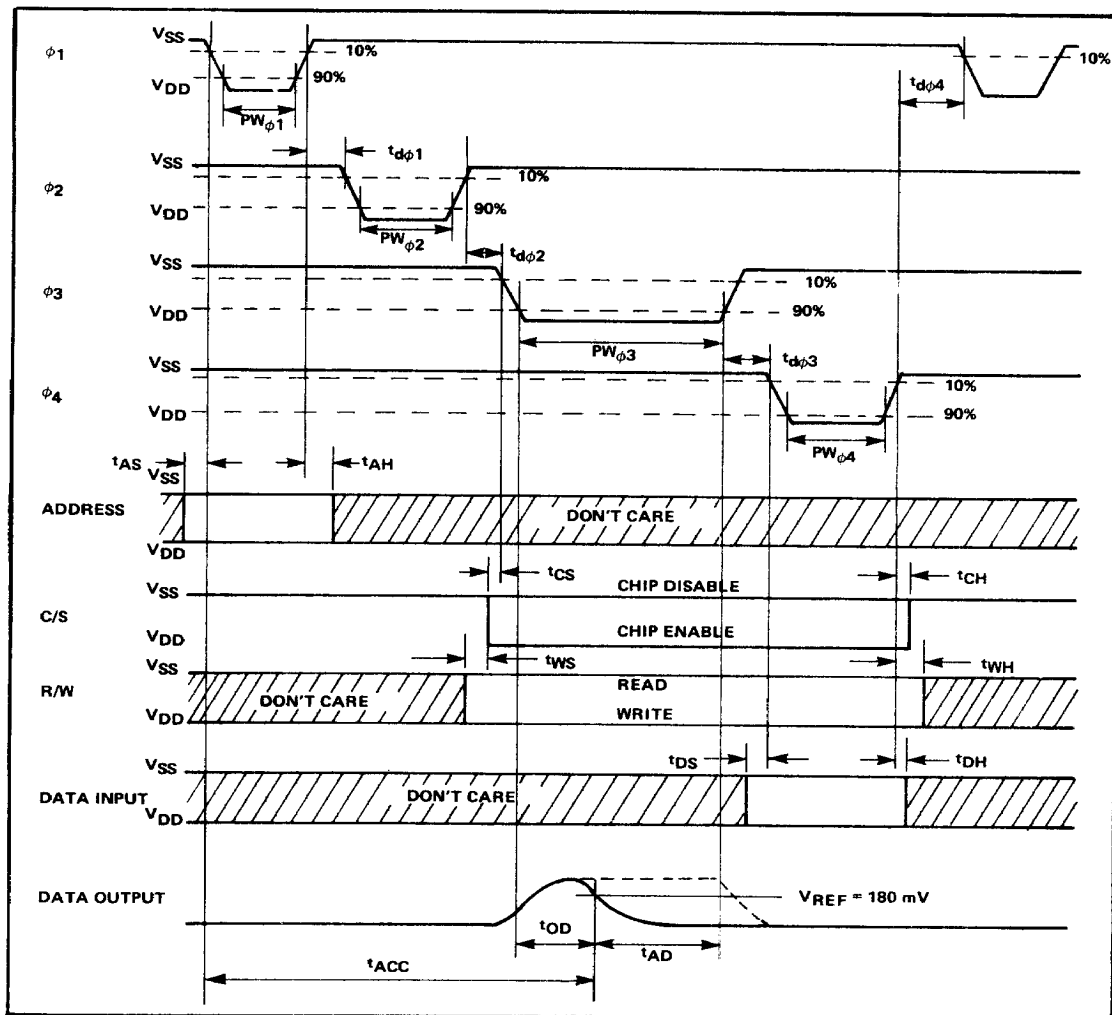 ϕ1
VSS
10%
10%
VDD
90%
PWϕ1
tdϕ4
VSS
tdϕ1
ϕ2
10%
VDD
90%
PWϕ2
tdϕ2
VSS
ϕ3
10%
VDD
90%
PWϕ3
tdϕ3
VSS
ϕ4
10%
VDD
90%
PWϕ4
tAS
VSS
tAH
ADDRESS
DON'T CARE
VDD
tCS
tCH
VSS
CHIP DISABLE
C/S
VDD
CHIP ENABLE
VSS
tWS
tWH
R/W
READ
DON'T CARE
VDD
WRITE
VSS
tDS
tDH
DATA INPUT
DON'T CARE
VDD
DATA OUTPUT
VREF = 180 mV
tOD
tAD
tACC